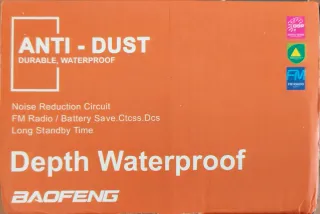 ANTI - DUST
DURABLE, WATERPROOF
Noise Reduction Circuit
FM Radio / Battery Save.Ctcss.Dcs
Long Standby Time
Depth Waterproof
BAOFENG
FM